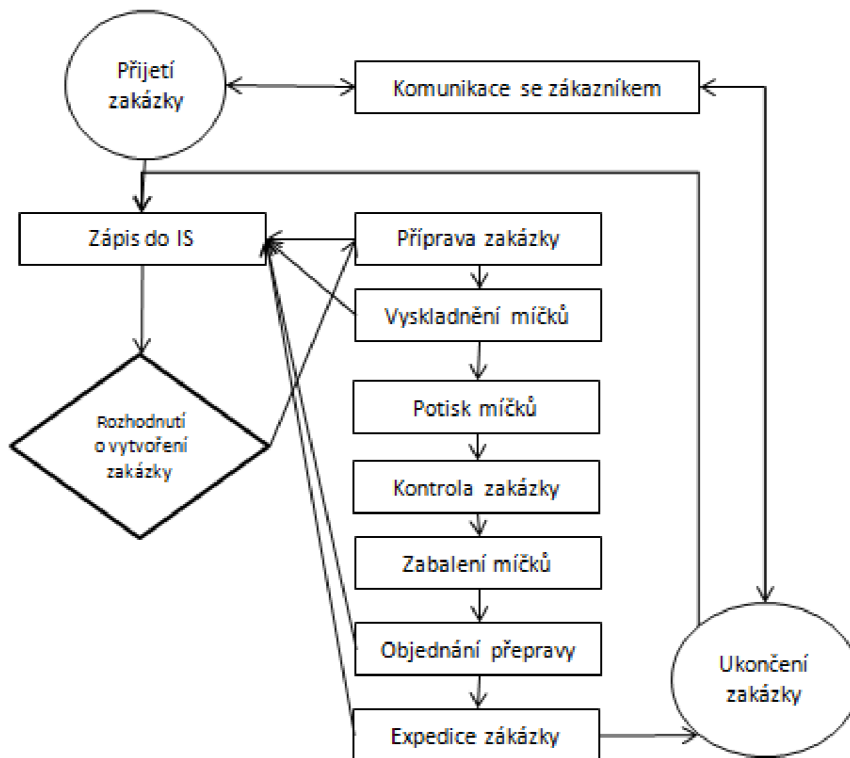 Přijetí
zakázky
Komunikace se zákazníkem
Zápis do IS
Příprava zakázky
Vyskladnění míčků
Rozhodnutí
o vytvoření
zakázky
Potisk míčků
Kontrola zakázky
Zabalení míčků
Objednání přepravy
Expedice zákázky
Ukončení
zakázky